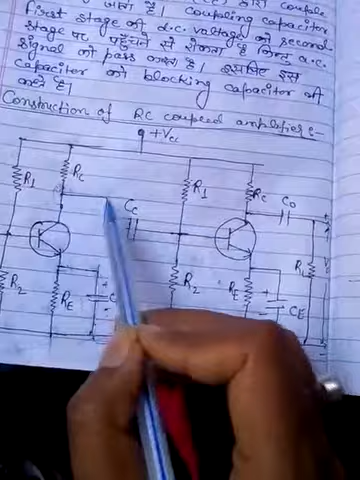 जाता है। coupling capacitor
First stage की d.c. voltage को second
stage पर पहुँचने से रोकता है किन्तु a.c.
signal को pass करता है। इसलिए इस
capacitor को blocking capacitor भी
कहते हैं।
Construction of RC coupled amplifier :-
+Vcc
R1 RC R1 RC
CC CO
R2 RE R2 RE CE RL